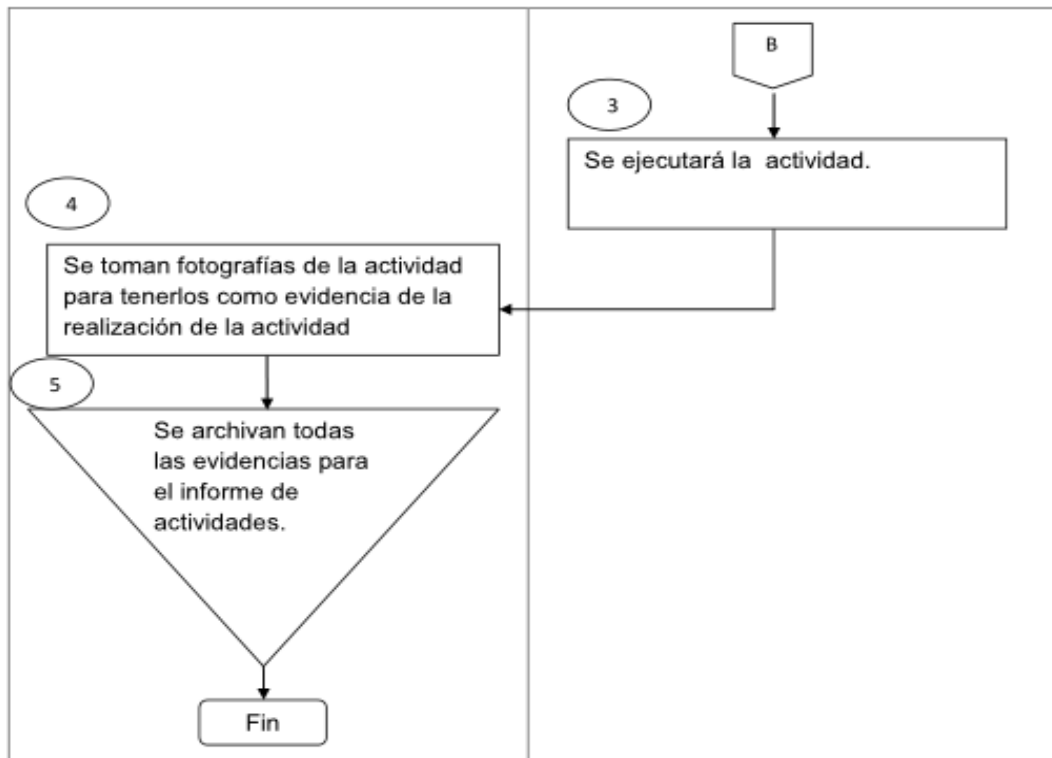 B
3
Se ejecutará la actividad.
4
Se toman fotografías de la actividad
para tenerlos como evidencia de la
realización de la actividad
5
Se archivan todas
las evidencias para
el informe de
actividades.
Fin